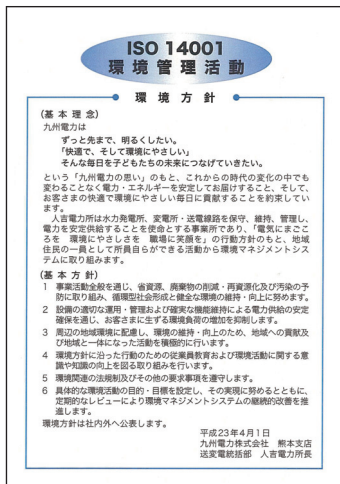 ISO 14001
環境管理活動
環境方針
(基本理念)
九州電力は
ずっと先まで、明るくしたい。
「快適で、そして環境にやさしい」
そんな毎日を子どもたちの未来につなげていきたい。
という「九州電力の思い」のもと、これからの時代の変化の中でも
変わることなく電力・エネルギーを安定してお届けすること、そして、
お客さまの快適で環境にやさしい毎日に貢献することを約束してい
ます。
人吉電力所は水力発電所、変電所・送電線路を保守、維持、管理し、
電力を安定供給することを使命とする事業所であり、「電気にまごこ
ろを 環境にやさしさを 職場に笑顔を」の行動方針のもと、地域
住民の一員として所員自らができる活動から環境マネジメントシス
テムに取り組みます。
(基本方針)
1 事業活動全般を通じ、省資源、廃棄物の削減・再資源化及び汚染の予
防に取り組み、循環型社会形成と健全な環境の維持・向上に努めます。
2 設備の適切な運用・管理および確実な機能維持による電力供給の安定
確保を通じ、お客さまに生ずる環境負荷の増加を抑制します。
3 周辺の地域環境に配慮し、環境の維持・向上のため、地域への貢献及
び地域と一体になった活動を積極的に行います。
4 環境方針に沿った行動のための従業員教育および環境活動に関する意
識や知識の向上を図る取り組みを行います。
5 環境関連の法規制及びその他の要求事項を遵守します。
6 具体的な環境活動の目的・目標を設定し、その実現に努めるとともに、
定期的なレビューにより環境マネジメントシステムの継続的改善を推
進します。
環境方針は社内外へ公表します。
平成23年4月1日
九州電力株式会社 熊本支店
送変電統括部 人吉電力所長